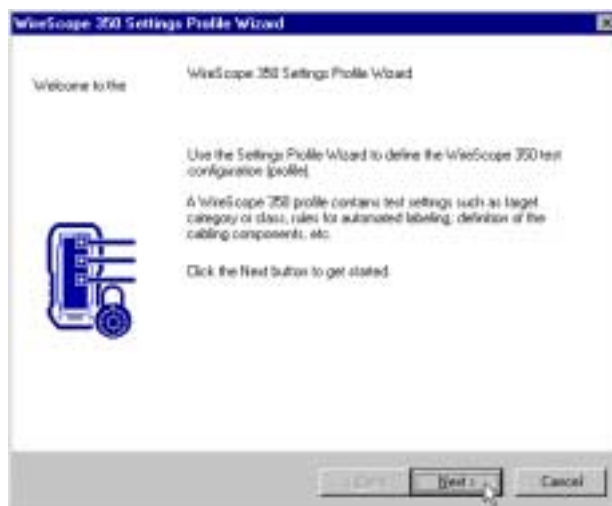 WireScope 350 Settings Profile Wizard
Welcome to the
WireScope 350 Settings Profile Wizard
Use the Settings Profile Wizard to define the WireScope 350 test
configuration (profile).
A WireScope 350 profile contains test settings such as target
category or class, rules for automated labeling, definition of the
cabling components, etc.
Click the Next button to get started.
Next >
Cancel